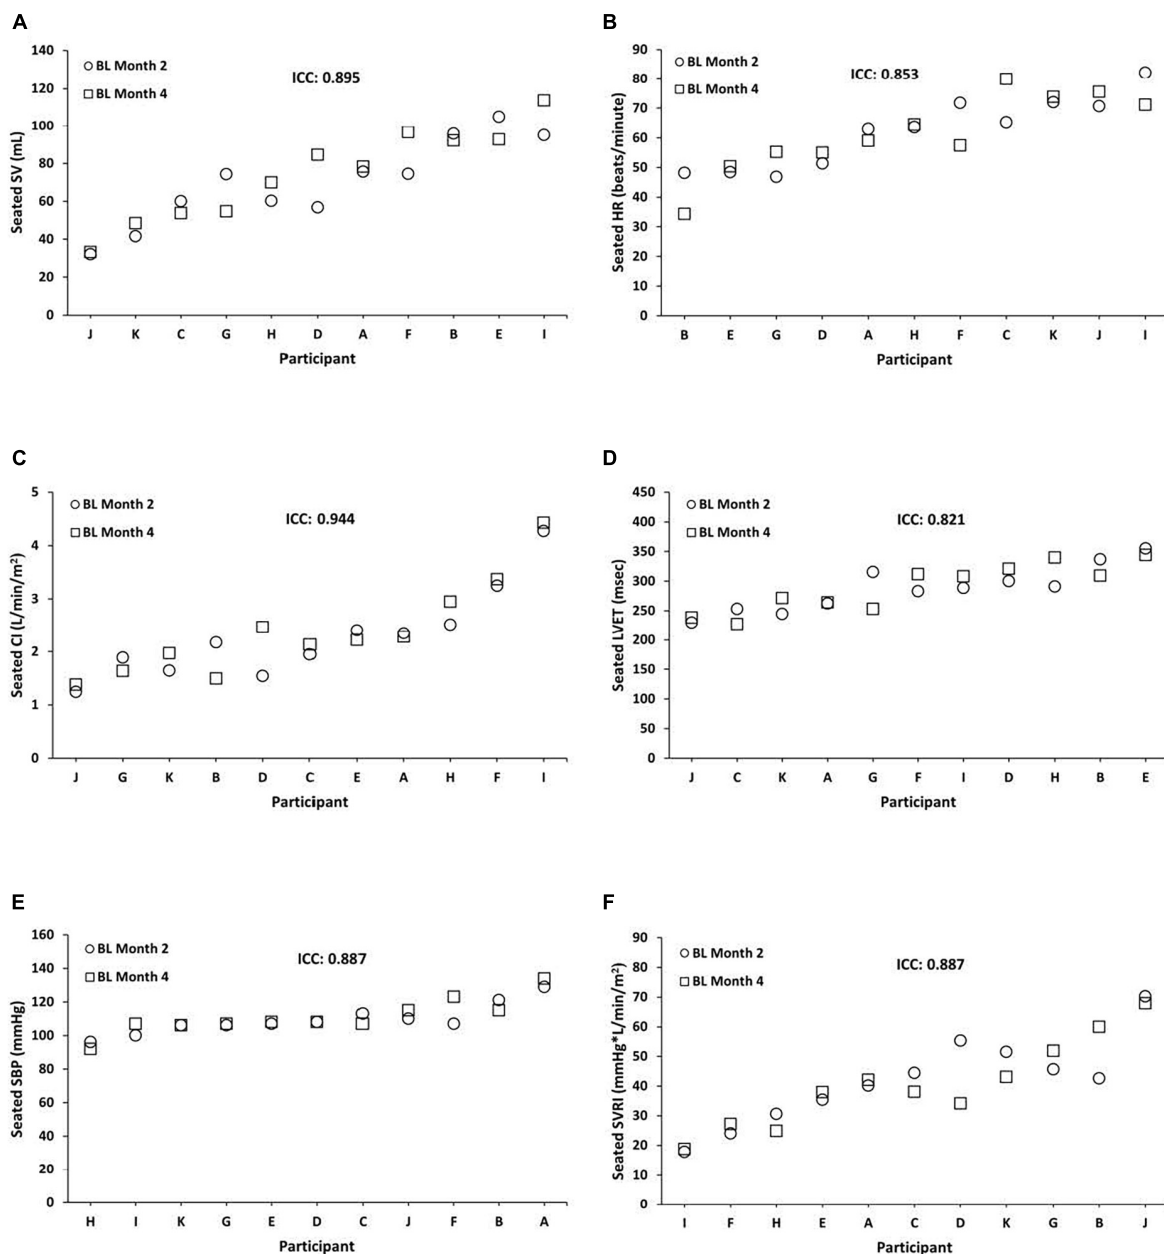 A
140
120
100
80
60
40
20
0
Seated SV (mL)
BL Month 2
BL Month 4
ICC: 0.895
J K C G H D A F B E I
Participant
B
90
80
70
60
50
40
30
20
10
0
Seated HR (beats/minute)
BL Month 2
BL Month 4
ICC: 0.853
B E G D A H F C K J I
Participant
C
5
4
3
2
1
0
Seated CI (L/min/m²)
BL Month 2
BL Month 4
ICC: 0.944
J G K B D C E A H F I
Participant
D
450
400
350
300
250
200
150
100
50
0
Seated LVET (msec)
BL Month 2
BL Month 4
ICC: 0.821
J C K A G F I D H B E
Participant
E
160
140
120
100
80
60
40
20
0
Seated SBP (mmHg)
BL Month 2
BL Month 4
ICC: 0.887
H I K G E D C J F B A
Participant
F
90
80
70
60
50
40
30
20
10
0
Seated SVRI (mmHg*L/min/m²)
BL Month 2
BL Month 4
ICC: 0.887
I F H E A C D K G B J
Participant